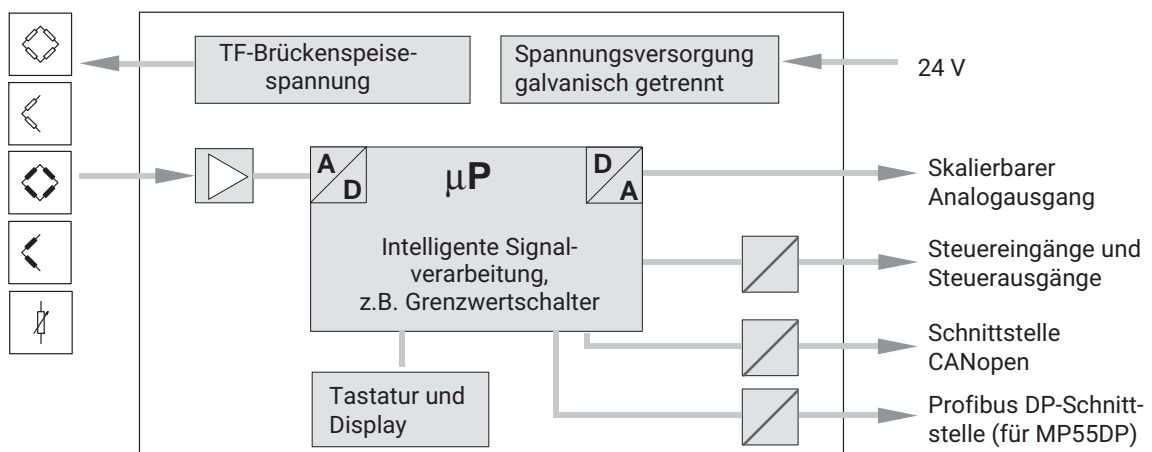 TF-Brückenspeise-
spannung
Spannungsversorgung
galvanisch getrennt
24 V
A
D
µP
D
A
Intelligente Signal-
verarbeitung,
z.B. Grenzwertschalter
Skalierbarer
Analogausgang
Steuereingänge und
Steuerausgänge
Schnittstelle
CANopen
Tastatur und
Display
Profibus DP-Schnitt-
stelle (für MP55DP)